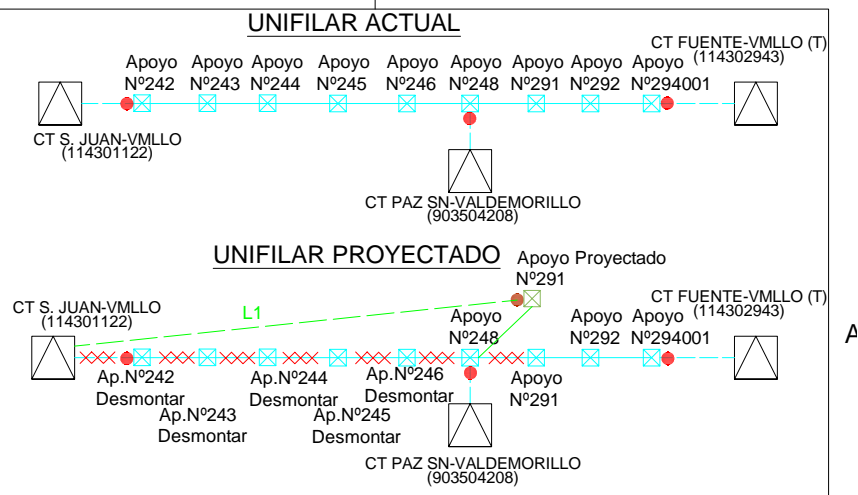 UNIFILAR ACTUAL
CT FUENTE-VMLLO (T)
(114302943)
Apoyo
Nº242
Apoyo
Nº243
Apoyo
Nº244
Apoyo
Nº245
Apoyo
Nº246
Apoyo
Nº248
Apoyo
Nº291
Apoyo
Nº292
Apoyo
Nº294001
CT S. JUAN-VMLLO
(114301122)
CT PAZ SN-VALDEMORILLO
(903504208)
UNIFILAR PROYECTADO
Apoyo Proyectado
Nº291
CT S. JUAN-VMLLO
(114301122)
L1
CT FUENTE-VMLLO (T)
(114302943)
Apoyo
Nº248
Apoyo
Nº292
Apoyo
Nº294001
A
Ap.Nº242
Desmontar
Ap.Nº243
Desmontar
Ap.Nº244
Desmontar
Ap.Nº245
Desmontar
Ap.Nº246
Desmontar
Apoyo
Nº291
CT PAZ SN-VALDEMORILLO
(903504208)